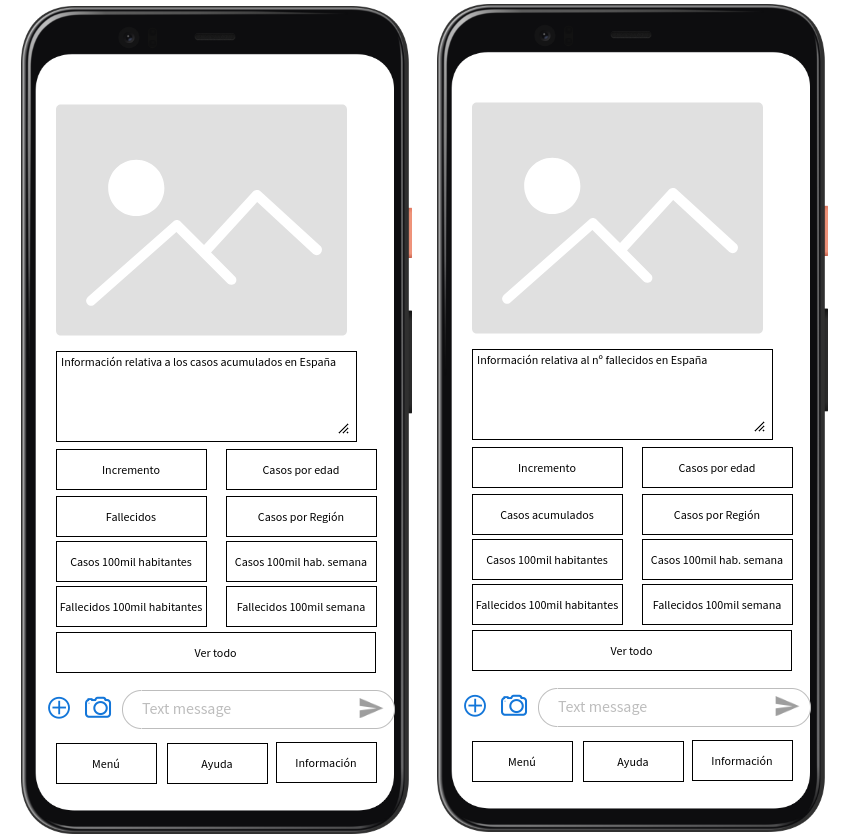 Información relativa a los casos acumulados en España
Incremento
Casos por edad
Fallecidos
Casos por Región
Casos 100mil habitantes
Casos 100mil hab. semana
Fallecidos 100mil habitantes
Fallecidos 100mil semana
Ver todo
Text message
Menú
Ayuda
Información
Información relativa al nº fallecidos en España
Incremento
Casos por edad
Casos acumulados
Casos por Región
Casos 100mil habitantes
Casos 100mil hab. semana
Fallecidos 100mil habitantes
Fallecidos 100mil semana
Ver todo
Text message
Menú
Ayuda
Información